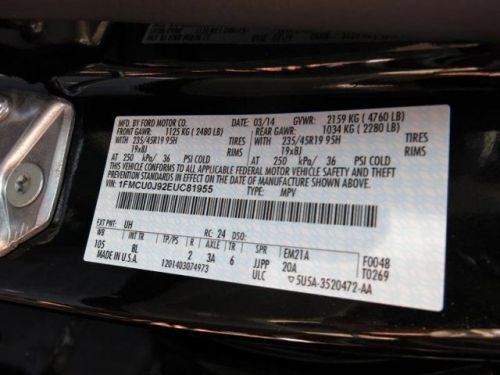 MFD. BY FORD MOTOR CO.
DATE: 03/14 GVWR: 2159 KG ( 4760 LB)
FRONT GAWR: 1125 KG ( 2480 LB) REAR GAWR: 1034 KG ( 2280 LB)
WITH 235/45R19 95H TIRES WITH 235/45R19 95H TIRES
19x8J RIMS 19x8J RIMS
AT 250 kPa/ 36 PSI COLD AT 250 kPa/ 36 PSI COLD
THIS VEHICLE CONFORMS TO ALL APPLICABLE FEDERAL MOTOR VEHICLE SAFETY AND THEFT
PREVENTION STANDARDS IN EFFECT ON THE DATE OF MANUFACTURE SHOWN ABOVE.
VIN: 1FMCU0J92EUC81955
TYPE: MPV
EXT PNT: UH RC: 24 DSO:
WB INT TR TP/PS R AXLE TR SPR EM21A F0048
105 BL 2 3A 6 JJPP 20A T0269
MADE IN U.S.A. 1201403074973 ULC 5U5A-3520472-AA